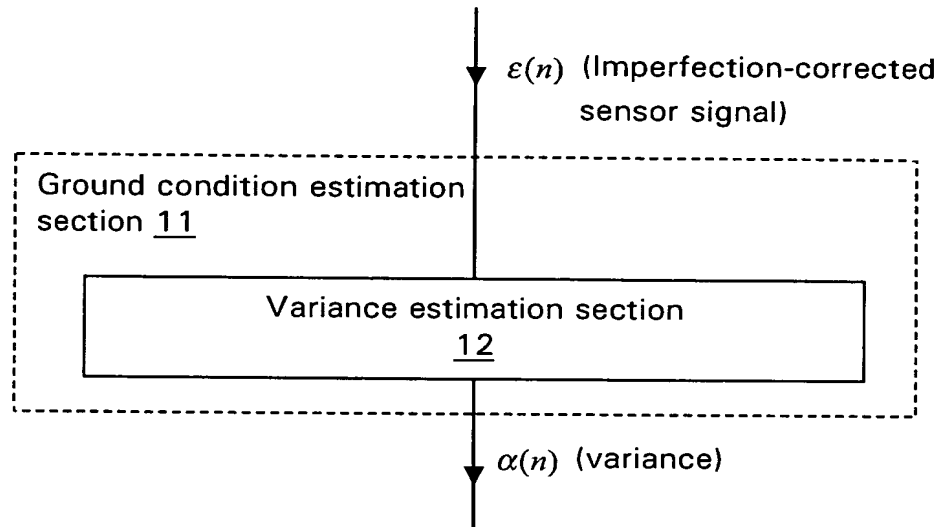 ε(n) (Imperfection-corrected
sensor signal)
Ground condition estimation
section 11
Variance estimation section
12
α(n) (variance)